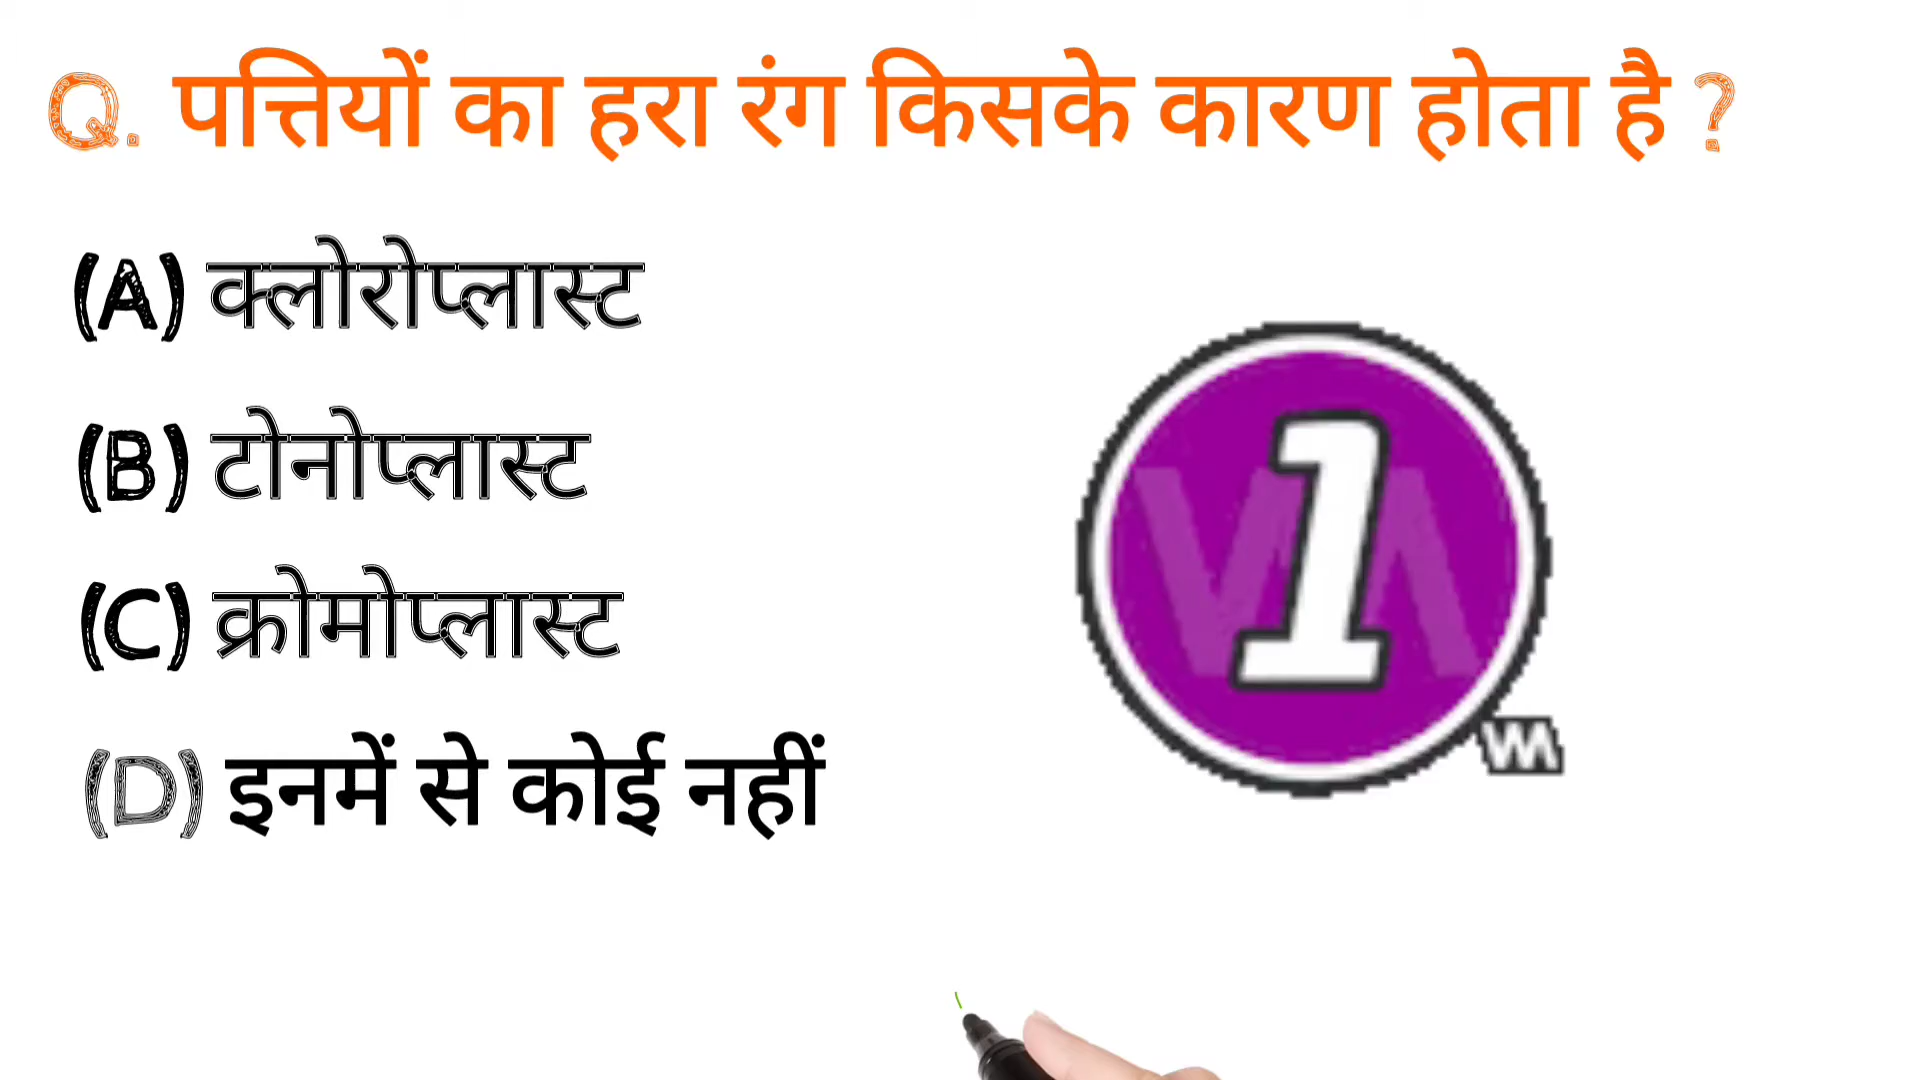 Q. पत्तियों का हरा रंग किसके कारण होता है ?
(A) क्लोरोप्लास्ट
(B) टोनोप्लास्ट
(C) क्रोमोप्लास्ट
(D) इनमें से कोई नहीं
1